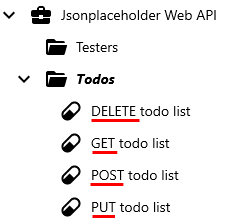 Jsonplaceholder Web API
Testers
Todos
DELETE todo list
GET todo list
POST todo list
PUT todo list